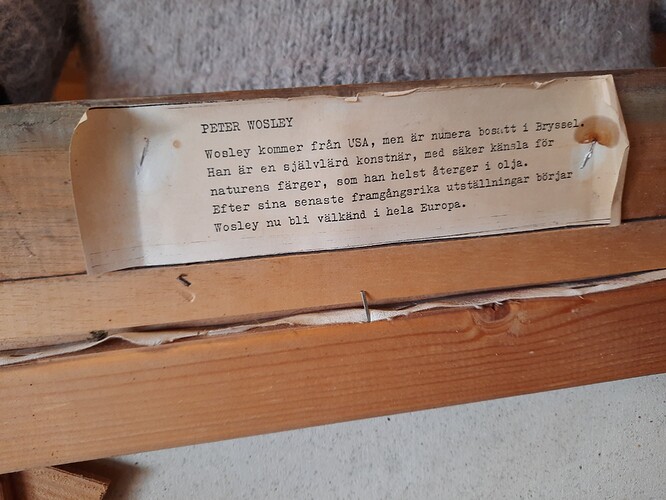 PETER WOSLEY
Wosley kommer från USA, men är numera bosatt i Bryssel.
Han är en självlärd konstnär, med säker känsla för
naturens färger, som han helst återger i olja.
Efter sina senaste framgångsrika utställningar börjar
Wosley nu bli välkänd i hela Europa.